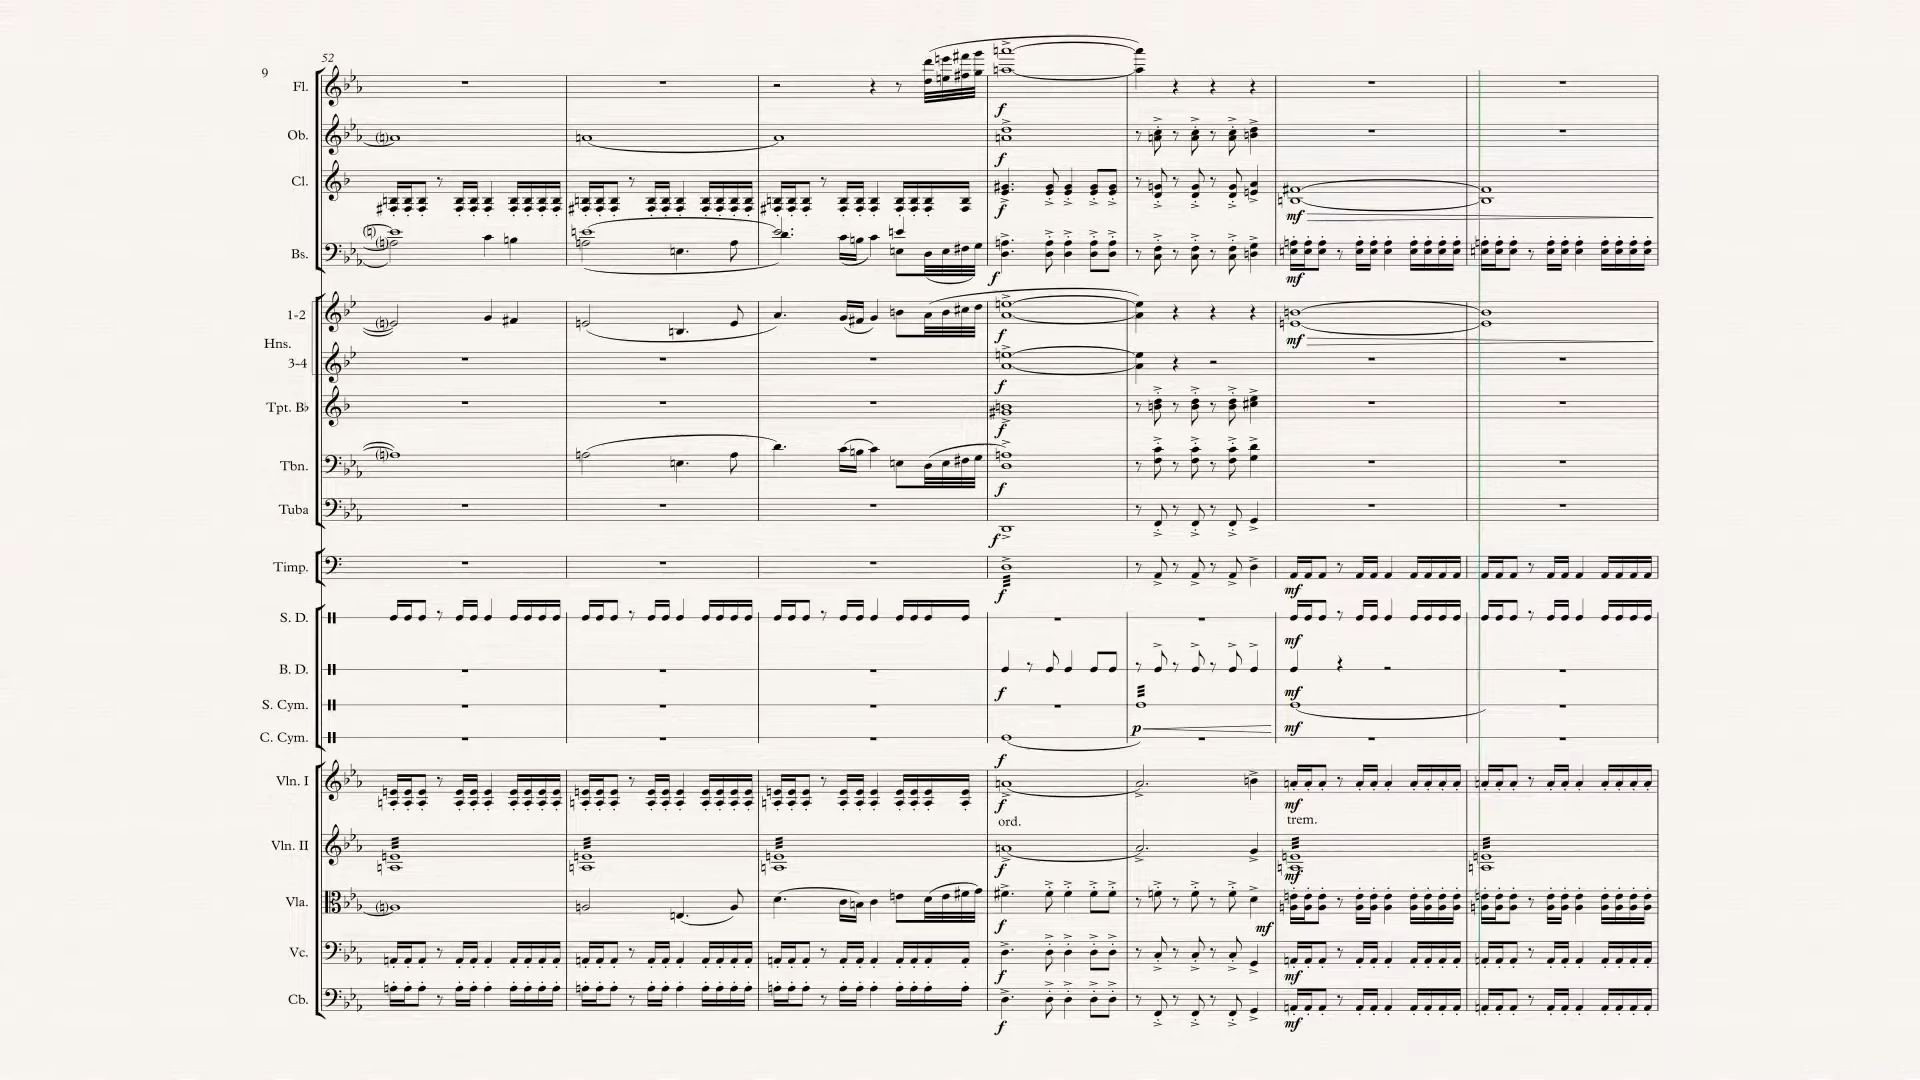 52
9
Fl.
f
Ob.
f
Cl.
f
mf
Bs.
f
mf
1-2
f
mf
Hns.
3-4
f
Tpt. B♭
f
Tbn.
f
Tuba
f
Timp.
f
mf
S. D.
mf
B. D.
f
mf
S. Cym.
p
mf
C. Cym.
f
Vln. I
f
mf
ord.
trem.
Vln. II
f
mf
Vla.
f
mf
Vc.
f
mf
Cb.
f
mf